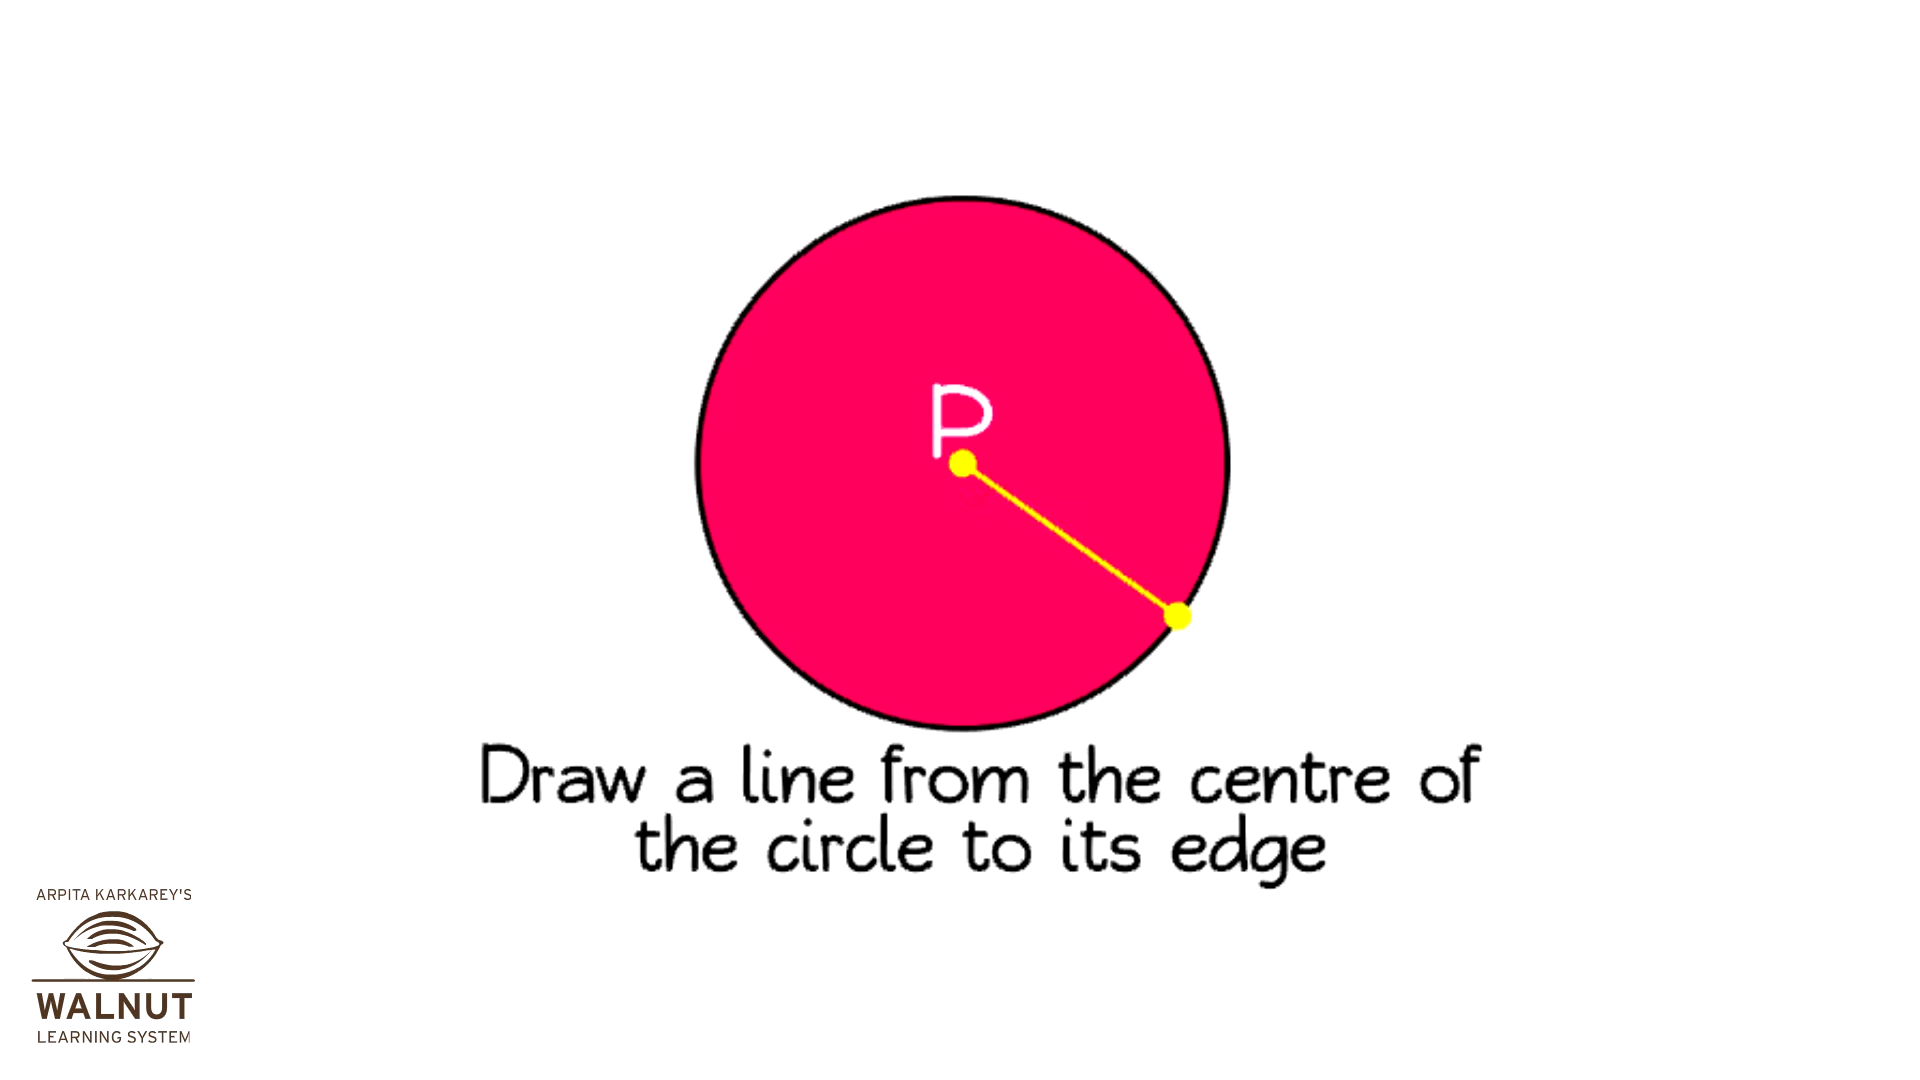 P
Draw a line from the centre of
the circle to its edge
ARPITA KARKAREY'S
WALNUT
LEARNING SYSTEM